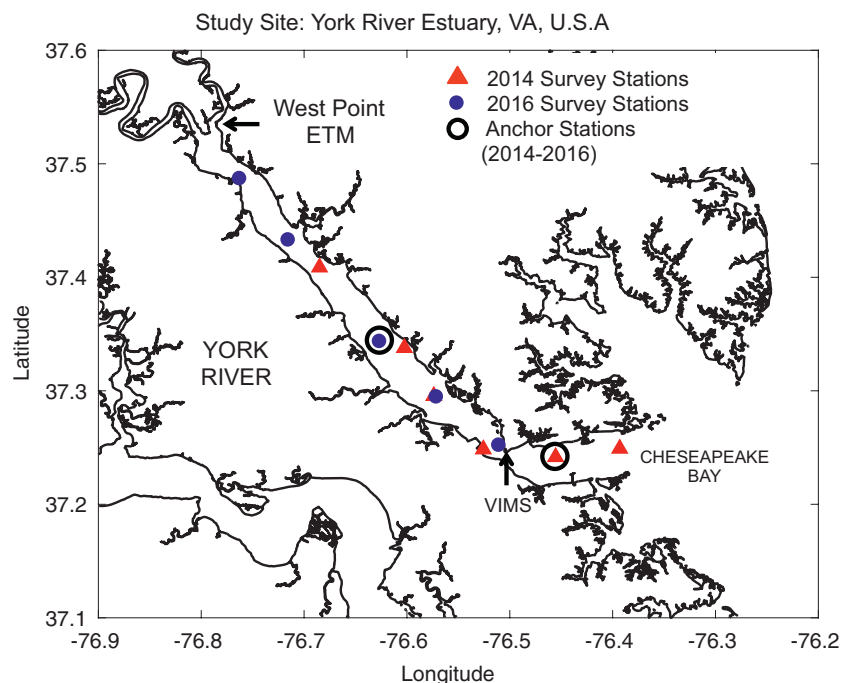 Study Site: York River Estuary, VA, U.S.A
37.6
37.5
37.4
37.3
37.2
37.1
Latitude
2014 Survey Stations
2016 Survey Stations
Anchor Stations
(2014-2016)
West Point
ETM
YORK
RIVER
VIMS
CHESEAPEAKE
BAY
-76.9
-76.8
-76.7
-76.6
-76.5
-76.4
-76.3
-76.2
Longitude